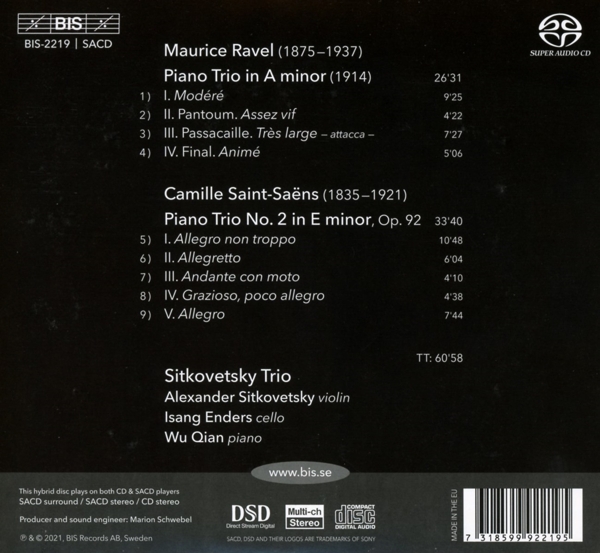 BIS
BIS-2219 | SACD
SUPER AUDIO CD
Maurice Ravel (1875–1937)
Piano Trio in A minor (1914) 26'31
1) I. Modéré 9'25
2) II. Pantoum. Assez vif 4'22
3) III. Passacaille. Très large – attacca – 7'27
4) IV. Final. Animé 5'06
Camille Saint-Saëns (1835–1921)
Piano Trio No. 2 in E minor, Op. 92 33'40
5) I. Allegro non troppo 10'48
6) II. Allegretto 6'04
7) III. Andante con moto 4'10
8) IV. Grazioso, poco allegro 4'38
9) V. Allegro 7'44
TT: 60'58
Sitkovetsky Trio
Alexander Sitkovetsky violin
Isang Enders cello
Wu Qian piano
www.bis.se
This hybrid disc plays on both CD & SACD players
SACD surround / SACD stereo / CD stereo
Producer and sound engineer: Marion Schwebel
℗ & © 2021, BIS Records AB, Sweden
DSD
Direct Stream Digital
Multi-ch
Stereo
COMPACT
disc
DIGITAL AUDIO
SACD, DSD AND THEIR LOGOS ARE TRADEMARKS OF SONY
MADE IN THE EU
7 318599 922195